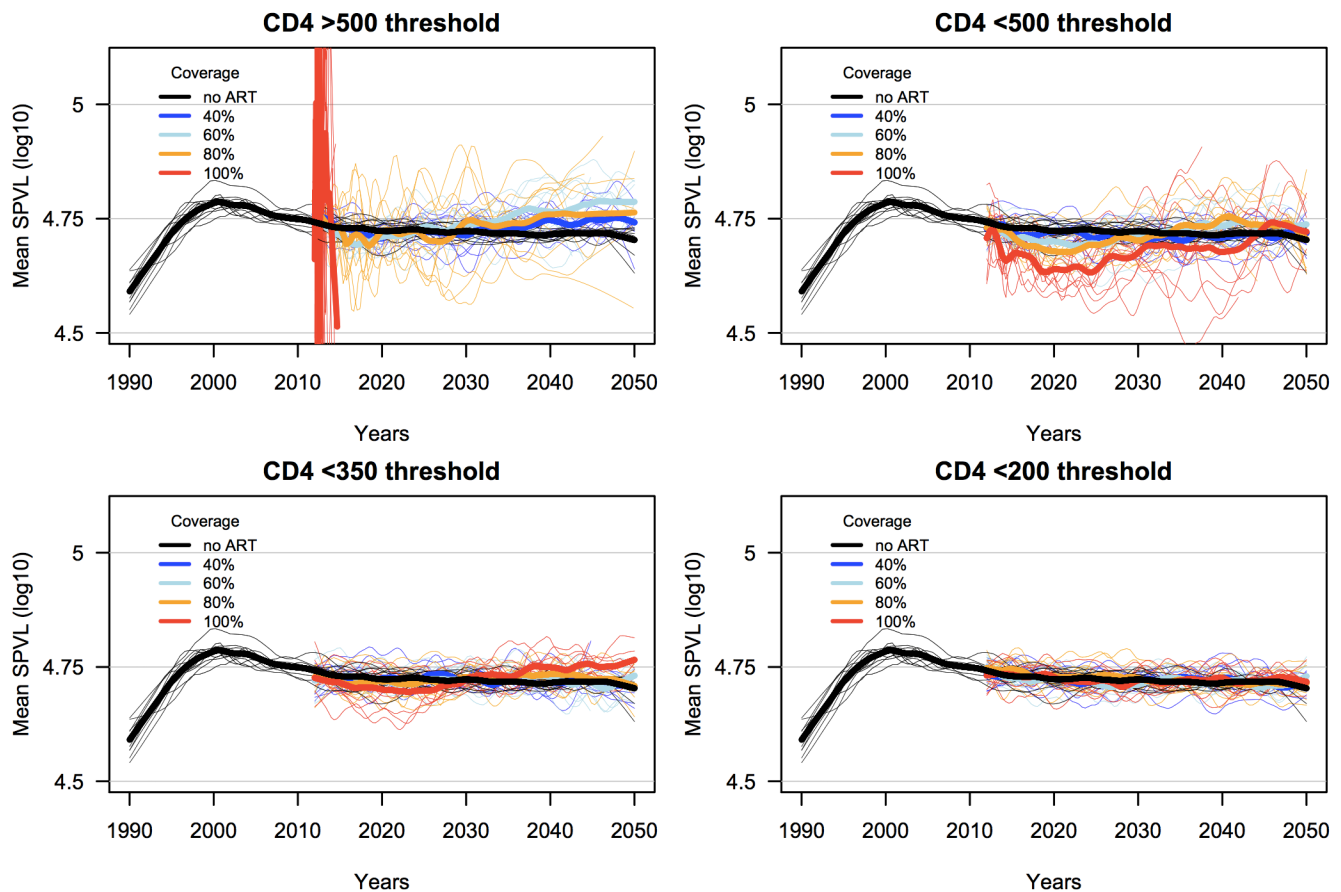 CD4 >500 threshold
Mean SPVL (log10)
5
4.75
4.5
Coverage
no ART
40%
60%
80%
100%
1990 2000 2010 2020 2030 2040 2050
Years
CD4 <500 threshold
Mean SPVL (log10)
5
4.75
4.5
Coverage
no ART
40%
60%
80%
100%
1990 2000 2010 2020 2030 2040 2050
Years
CD4 <350 threshold
Mean SPVL (log10)
5
4.75
4.5
Coverage
no ART
40%
60%
80%
100%
1990 2000 2010 2020 2030 2040 2050
Years
CD4 <200 threshold
Mean SPVL (log10)
5
4.75
4.5
Coverage
no ART
40%
60%
80%
100%
1990 2000 2010 2020 2030 2040 2050
Years